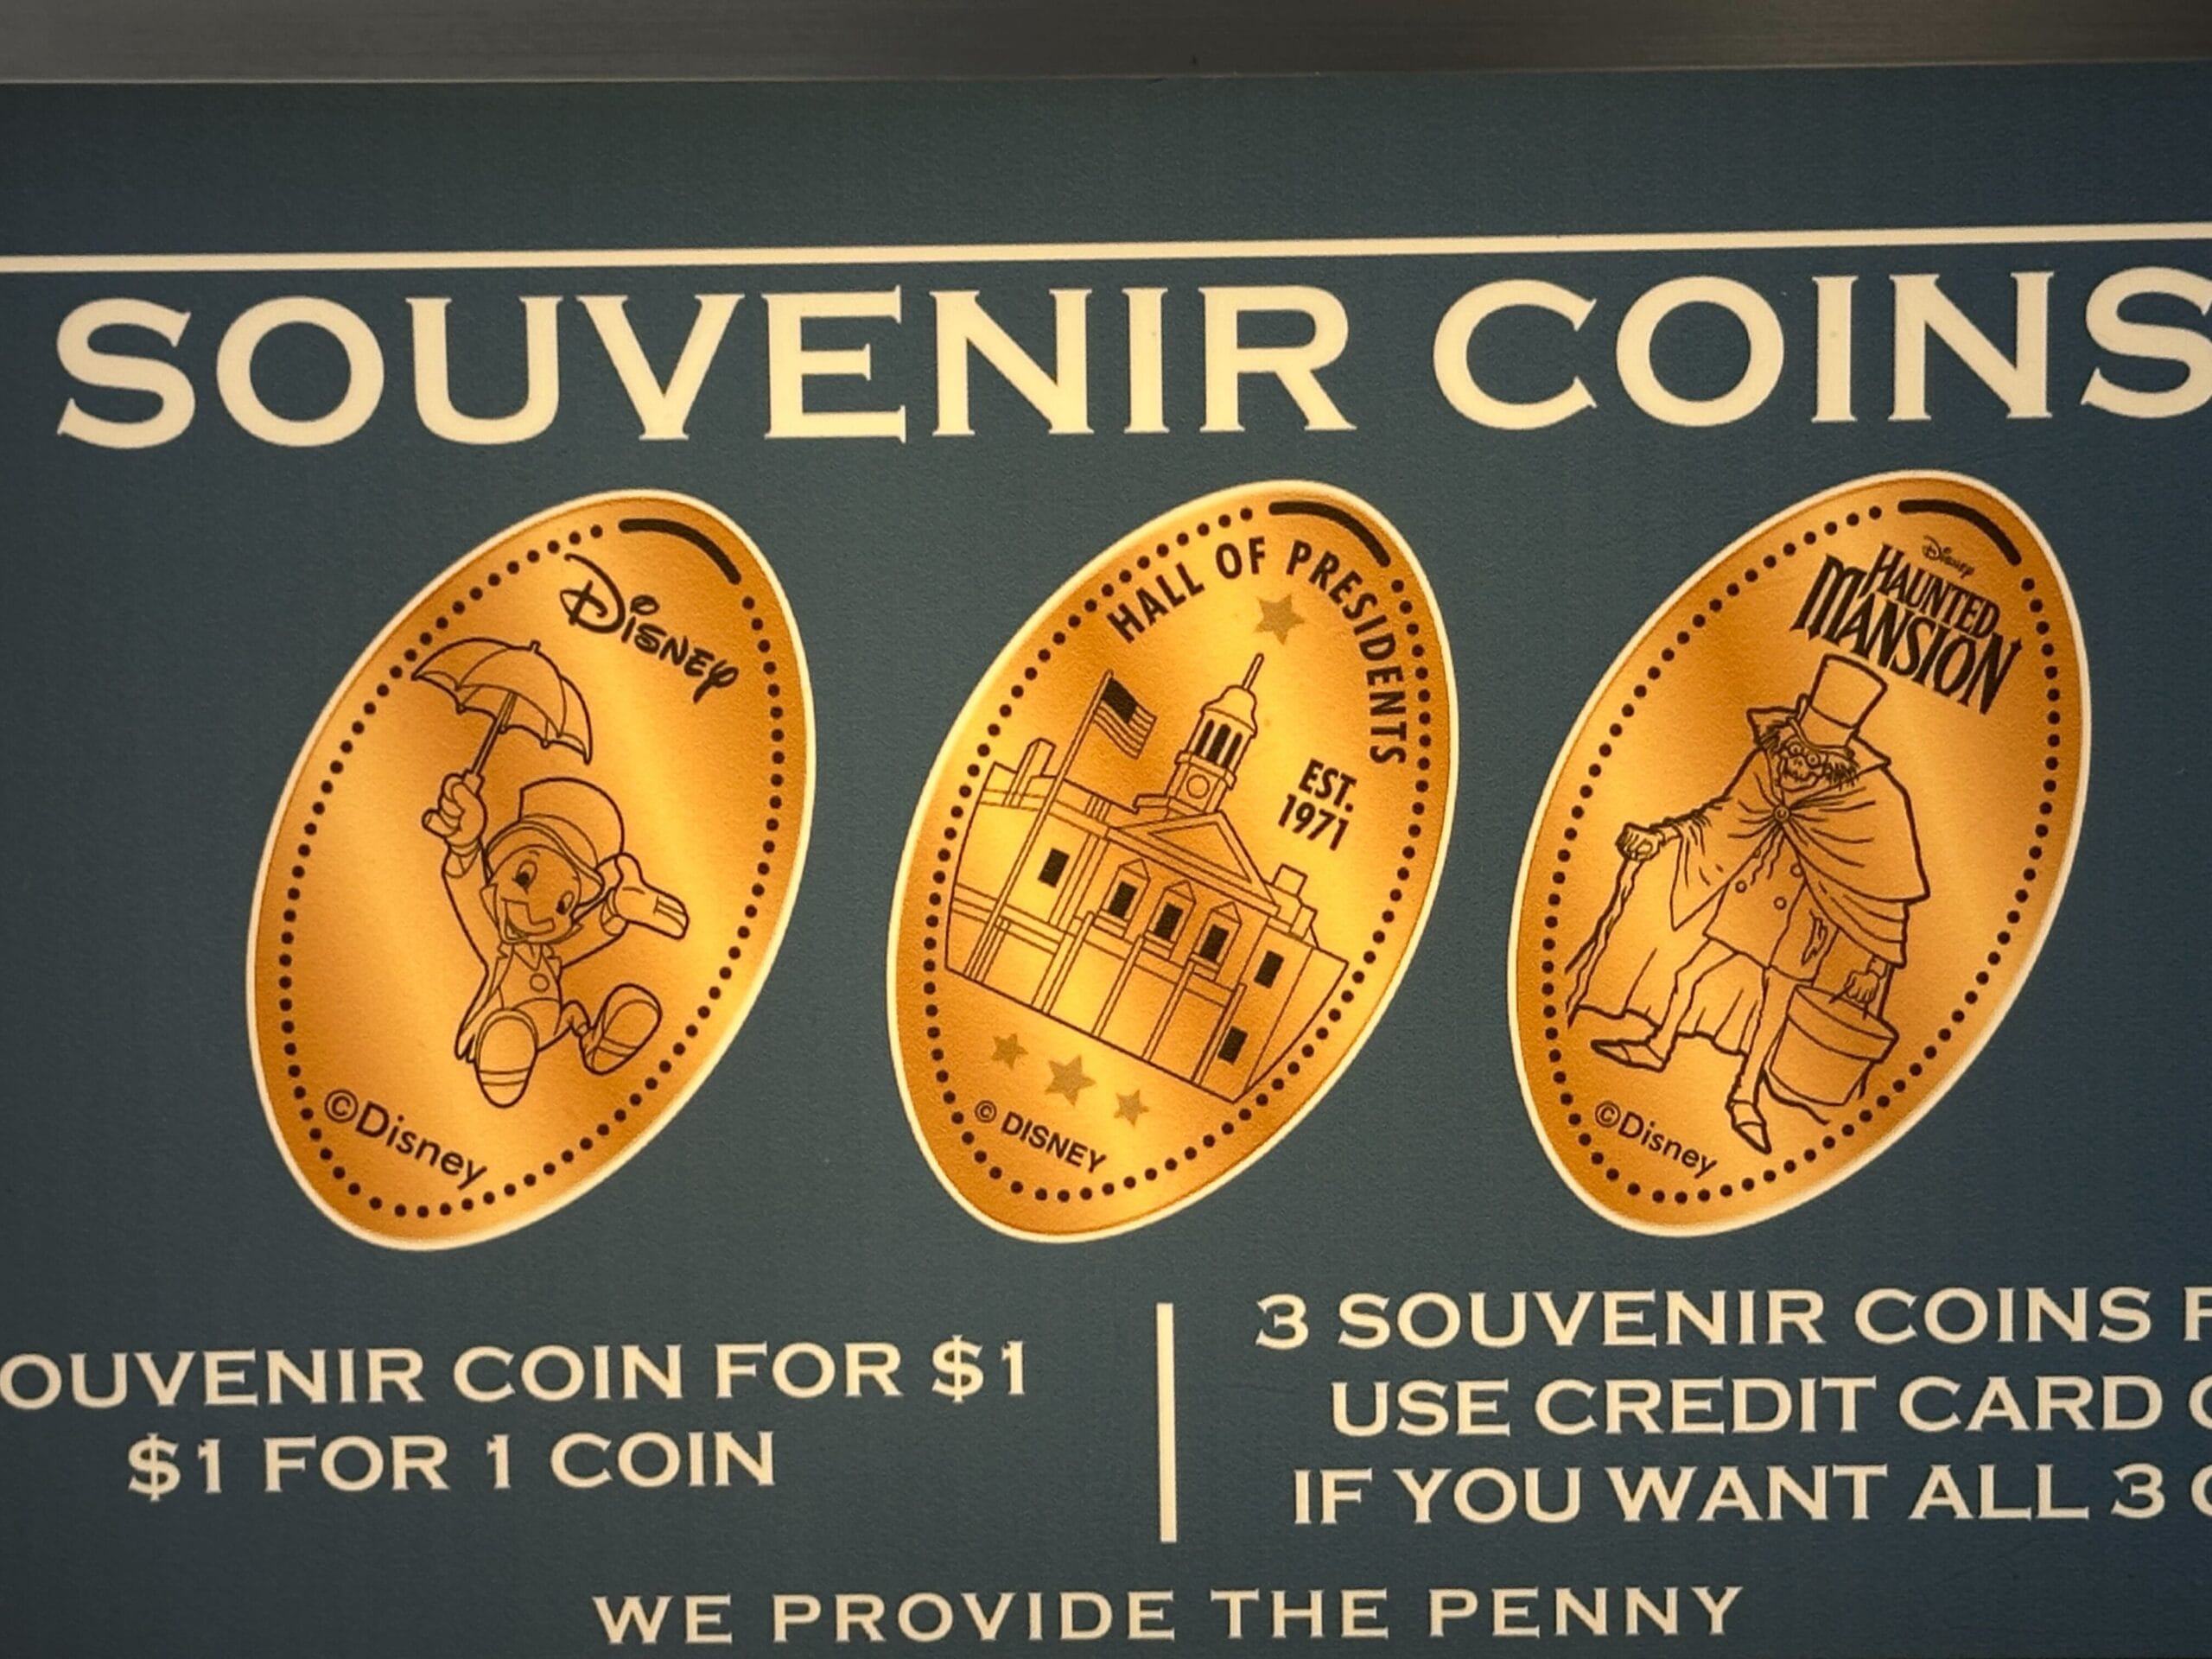 SOUVENIR COINS
Disney
©Disney
HALL OF PRESIDENTS
EST.
1971
© DISNEY
Disney
HAUNTED
MANSION
©Disney
OUVENIR COIN FOR $1
$1 FOR 1 COIN
3 SOUVENIR COINS
USE CREDIT CARD
IF YOU WANT ALL 3
WE PROVIDE THE PENNY